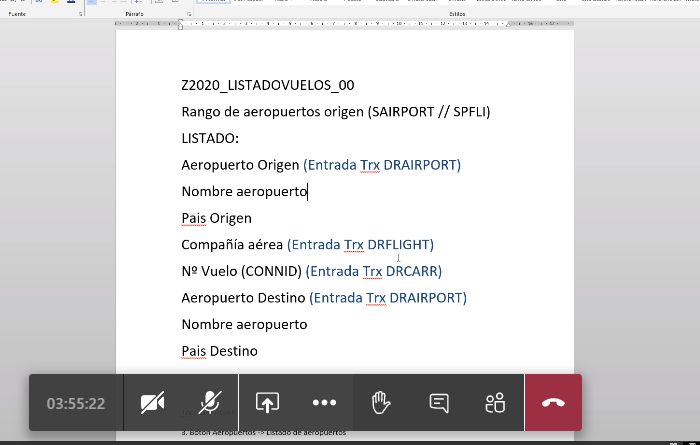 Fuente Párrafo Estilos
Z2020_LISTADOVUELOS_00
Rango de aeropuertos origen (SAIRPORT // SPFLI)
LISTADO:
Aeropuerto Origen (Entrada Trx DRAIRPORT)
Nombre aeropuerto
Pais Origen
Compañía aérea (Entrada Trx DRFLIGHT)
Nº Vuelo (CONNID) (Entrada Trx DRCARR)
Aeropuerto Destino (Entrada Trx DRAIRPORT)
Nombre aeropuerto
Pais Destino
03:55:22
3. Boton Aeropuertos -> Listado de aeropuertos